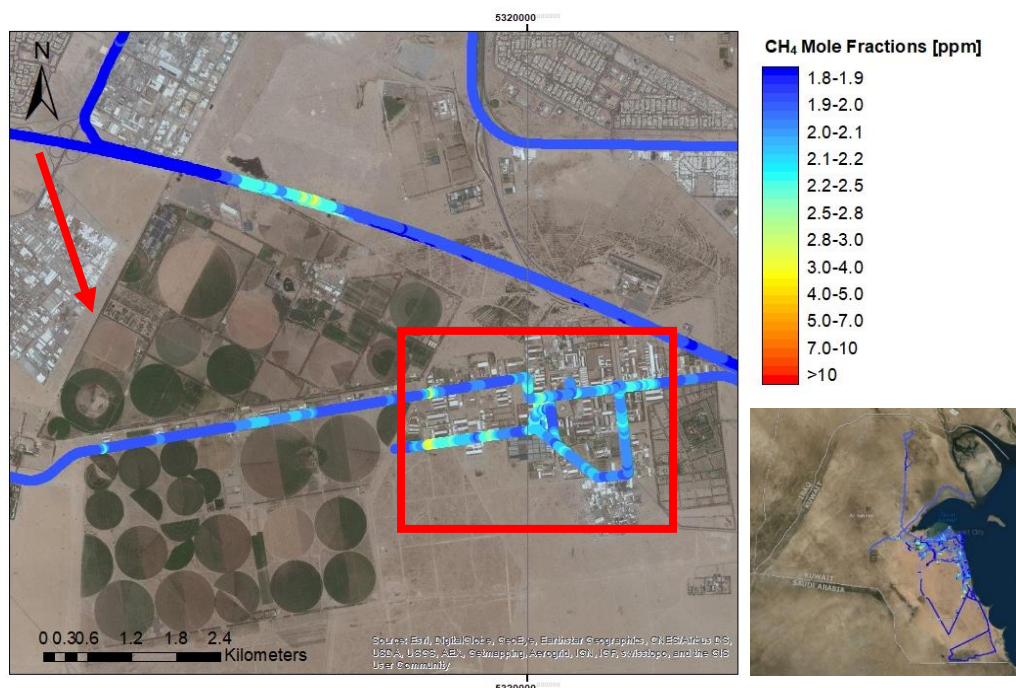 5320000
N
CH4 Mole Fractions [ppm]
1.8-1.9
1.9-2.0
2.0-2.1
2.1-2.2
2.2-2.5
2.5-2.8
2.8-3.0
3.0-4.0
4.0-5.0
5.0-7.0
7.0-10
>10
0 0.30.6 1.2 1.8 2.4
Kilometers
Source: Esri, DigitalGlobe, GeoEye, Earthstar Geographics, CNES/Airbus DS,
USDA, USGS, AEX, Getmapping, Aerogrid, IGN, IGP, swisstopo, and the GIS
User Community
5320000
IRAQ
KUWAIT
KUWAIT
SAUDI ARABIA